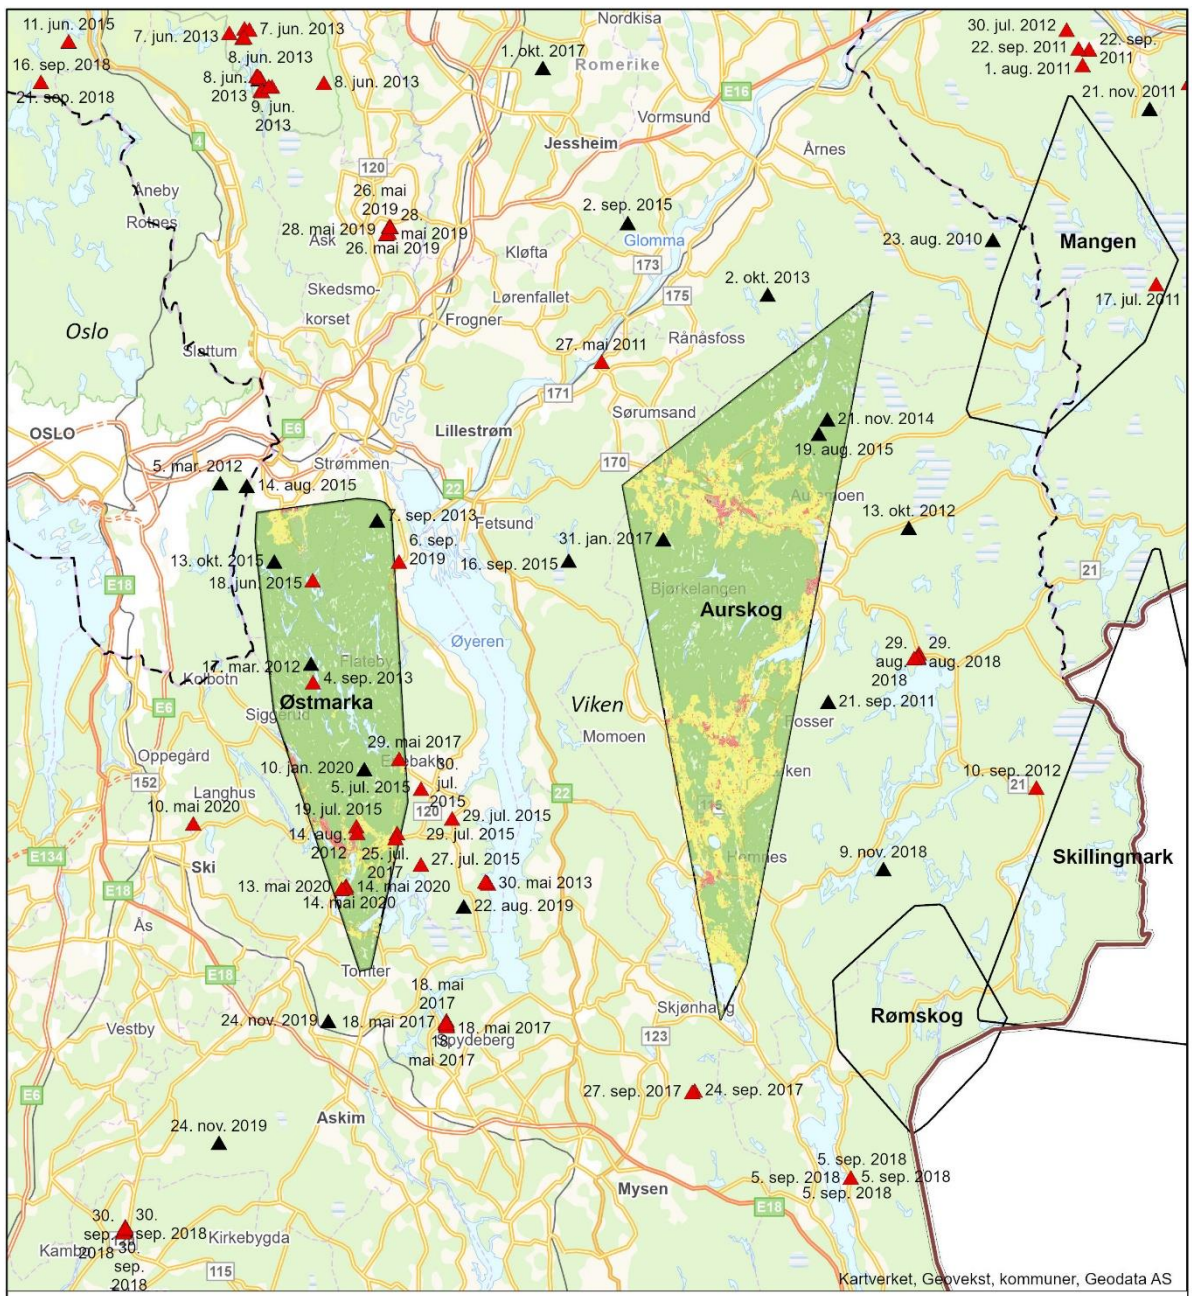 11. jun. 2015
7. jun. 2013
7. jun. 2013
Nordkisa
30. jul. 2012
22. sep. 2011
22. sep. 2011
1. aug. 2011
16. sep. 2018
21. sep. 2018
8. jun. 2013
8. jun. 2013
8. jun. 2013
9. jun. 2013
1. okt. 2017
Romerike
E16
21. nov. 2011
Vormsund
4
Jessheim
Årnes
120
Åneby
Rotnes
26. mai 2019
28. mai 2019
28. mai 2019
26. mai 2019
Ask
2. sep. 2015
Glomma
Kløfta
173
23. aug. 2010
Mangen
17. jul. 2011
Skedsmo-
korset
Lørenfallet
175
2. okt. 2013
Frogner
Oslo
Slattum
27. mai 2011
Rånåsfoss
171
Sørumsand
OSLO
E6
Lillestrøm
21. nov. 2014
19. aug. 2015
Strømmen
170
5. mar. 2012
14. aug. 2015
22
7. sep. 2013
Fetsund
13. okt. 2012
13. okt. 2015
6. sep. 2019
31. jan. 2017
16. sep. 2015
18. jun. 2015
E18
21
Bjørkelangen
Aurskog
Øyeren
17. mar. 2012
Flateby
4. sep. 2013
Kolbotn
29. aug. 2018
29. aug. 2018
Østmarka
Siggerud
E6
Viken
21. sep. 2011
Fosser
Momoen
Oppegård
29. mai 2017
10. jan. 2020
152
Langhus
5. jul. 2015
30. jul. 2015
22
10. sep. 2012
21
10. mai 2020
19. jul. 2015
120
29. jul. 2015
14. aug. 2012
29. jul. 2015
115
E134
Ski
25. jul. 2017
27. jul. 2015
Hemnes
9. nov. 2018
Skillingmark
E18
13. mai 2020
14. mai 2020
14. mai 2020
30. mai 2013
22. aug. 2019
Ås
Tomter
E18
18. mai 2017
Skjønhaug
Rømskog
Vestby
24. nov. 2019
18. mai 2017
18. mai 2017
18. mai 2017
Spydeberg
123
E6
27. sep. 2017
24. sep. 2017
Askim
24. nov. 2019
5. sep. 2018
5. sep. 2018
5. sep. 2018
5. sep. 2018
Mysen
E18
30. sep. 2018
30. sep. 2018
30. sep. 2018
Kambo
Kirkebygda
115
Kartverket, Geovekst, kommuner, Geodata AS